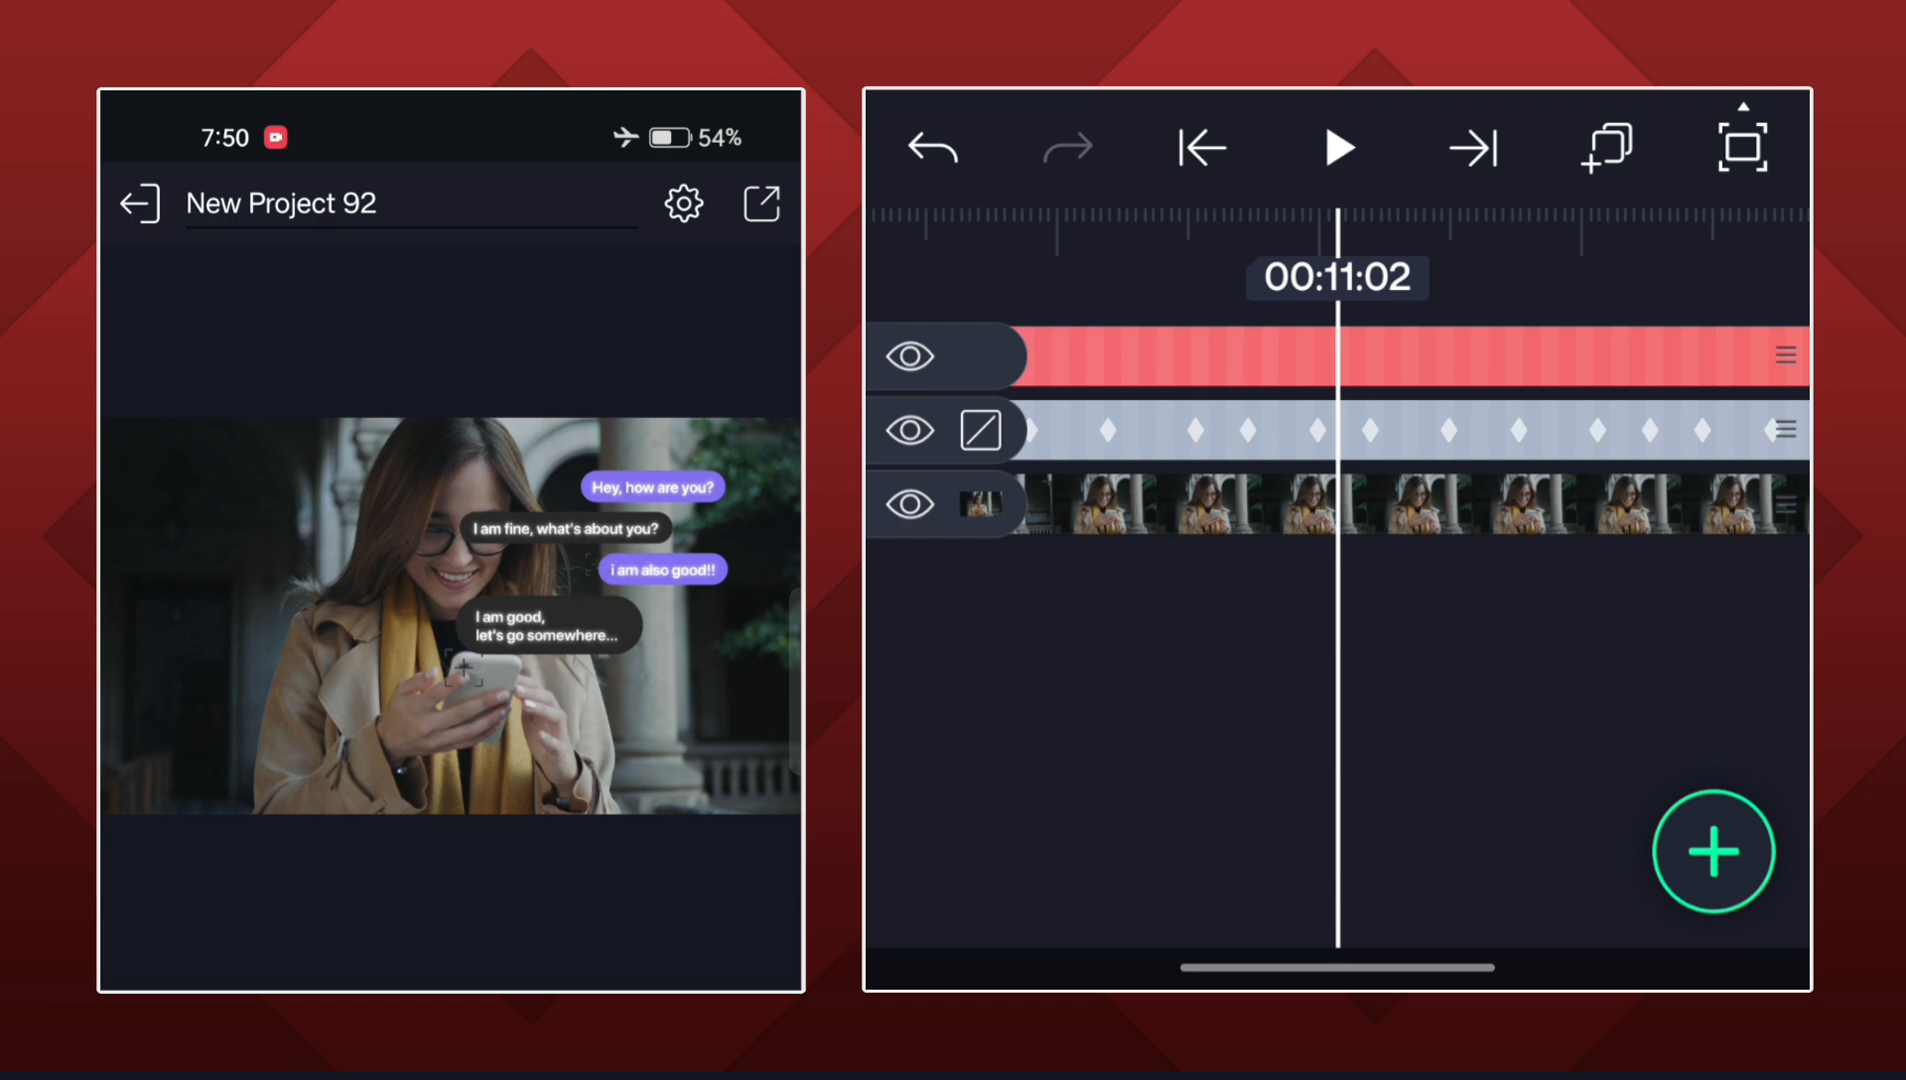 7:50
54%
New Project 92
Hey, how are you?
I am fine, what's about you?
i am also good!!
I am good,
let's go somewhere...
00:11:02